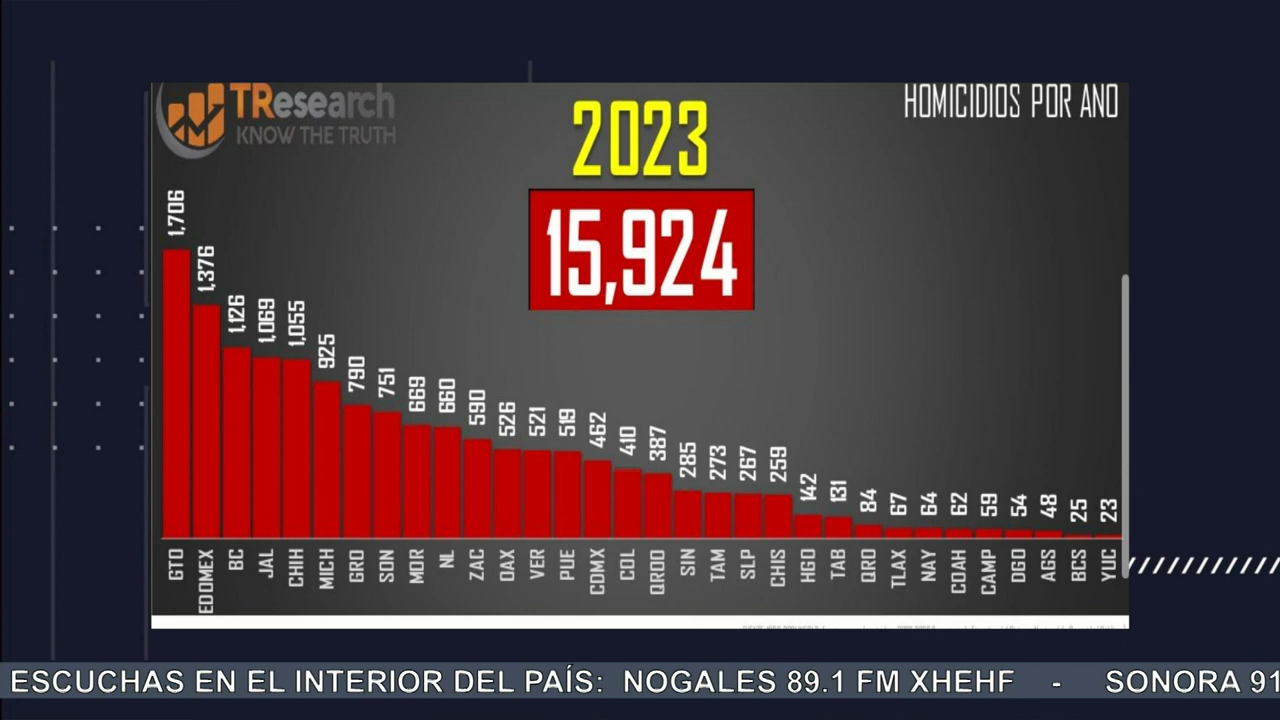 TResearch
KNOW THE TRUTH
2023
HOMICIDIOS POR ANO
15,924
1,706
1,376
1,126
1,069
1,055
925
790
751
669
660
590
526
521
519
462
410
387
285
273
267
259
142
131
84
67
64
62
59
54
48
25
23
GTO
EDOMEX
BC
JAL
CHIH
MICH
GRO
SON
MOR
NL
ZAC
OAX
VER
PUE
CDMX
COL
QROO
SIN
TAM
SLP
CHIS
HGO
TAB
QRO
TLAX
NAY
COAH
CAMP
DGO
AGS
BCS
YUC
ESCUCHAS EN EL INTERIOR DEL PAÍS: NOGALES 89.1 FM XHEHF - SONORA 91